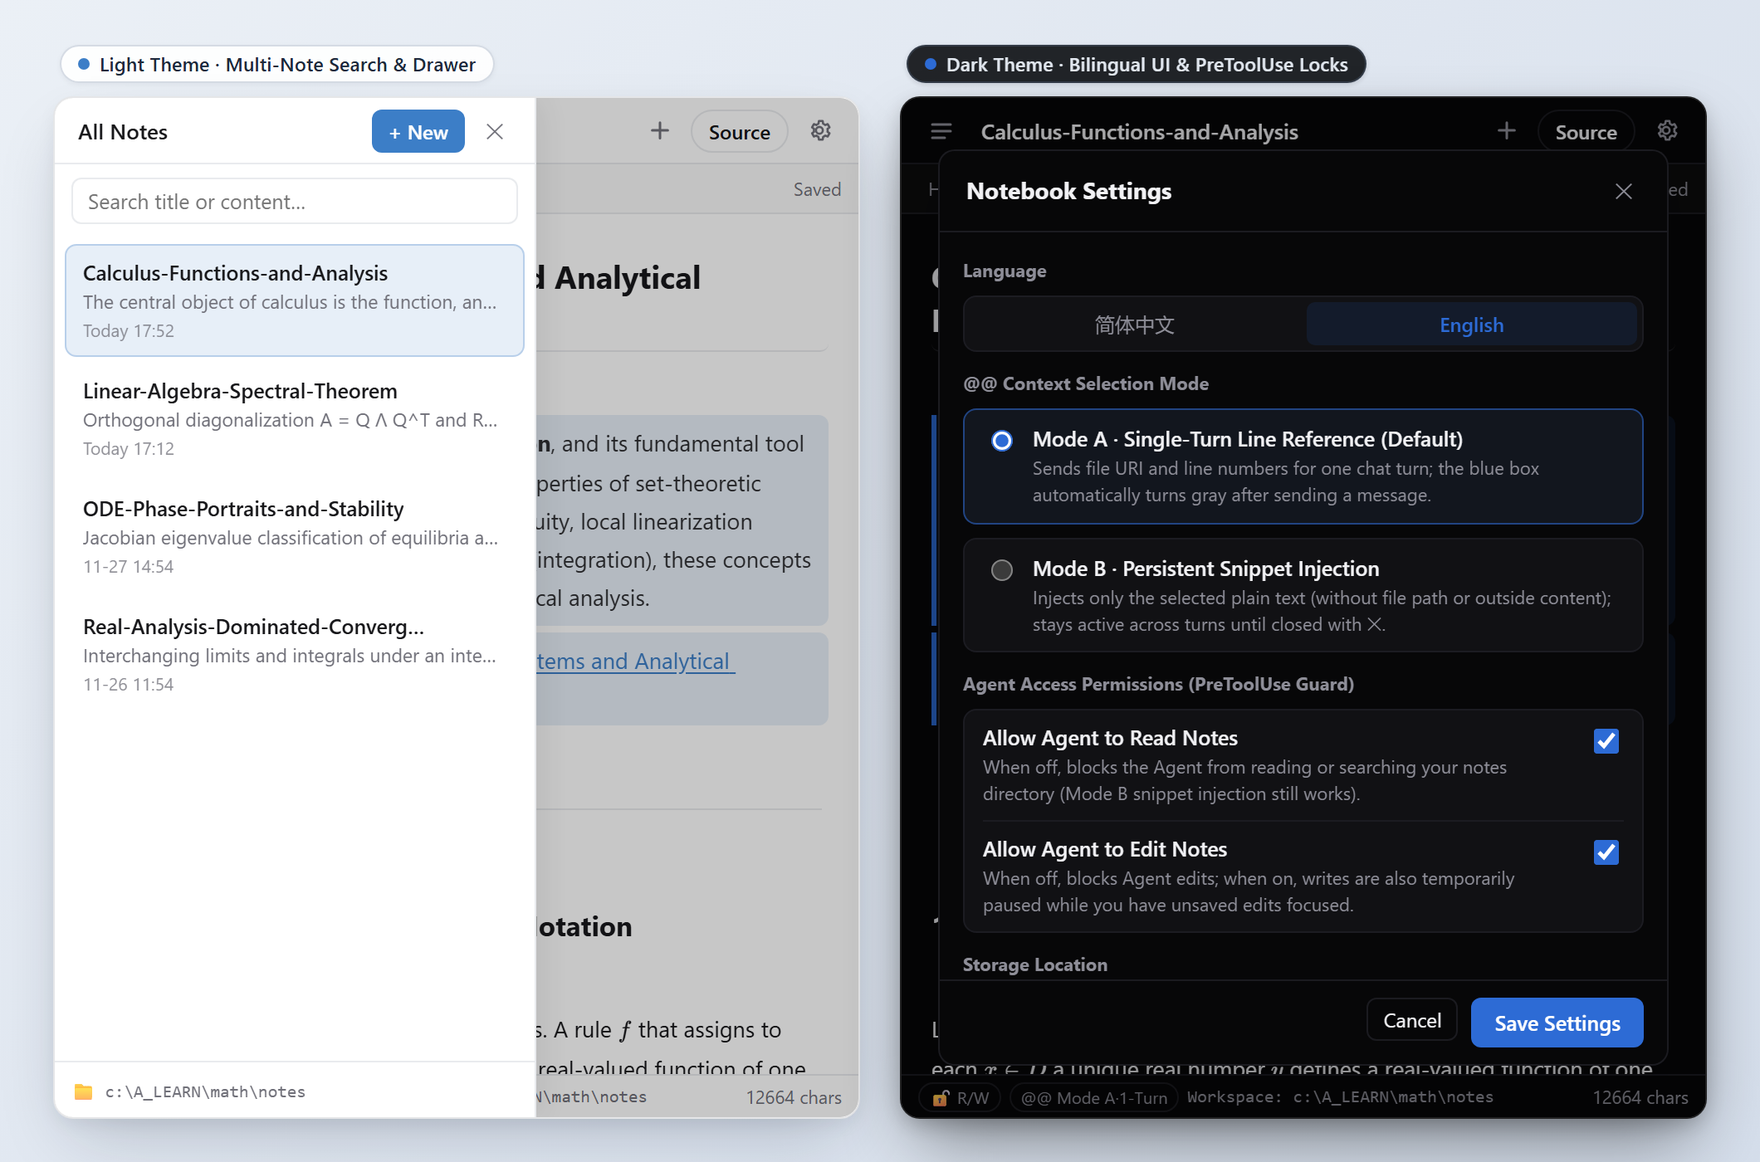 Light Theme · Multi-Note Search & Drawer
All Notes
+ New
Search title or content...
Calculus-Functions-and-Analysis
The central object of calculus is the function, an...
Today 17:52
Linear-Algebra-Spectral-Theorem
Orthogonal diagonalization A = Q Λ Q^T and R...
Today 17:12
ODE-Phase-Portraits-and-Stability
Jacobian eigenvalue classification of equilibria a...
11-27 14:54
Real-Analysis-Dominated-Converg...
Interchanging limits and integrals under an inte...
11-26 11:54
c:\A_LEARN\math\notes
Source
Saved
d Analytical
n, and its fundamental tool
perties of set-theoretic
uity, local linearization
integration), these concepts
cal analysis.
tems and Analytical
lotation
s. A rule f that assigns to
real-valued function of one
\math\notes
12664 chars
Dark Theme · Bilingual UI & PreToolUse Locks
Calculus-Functions-and-Analysis
Source
ed
Notebook Settings
Language
简体中文
English
@@ Context Selection Mode
Mode A · Single-Turn Line Reference (Default)
Sends file URI and line numbers for one chat turn; the blue box
automatically turns gray after sending a message.
Mode B · Persistent Snippet Injection
Injects only the selected plain text (without file path or outside content);
stays active across turns until closed with ✕.
Agent Access Permissions (PreToolUse Guard)
Allow Agent to Read Notes
When off, blocks the Agent from reading or searching your notes
directory (Mode B snippet injection still works).
Allow Agent to Edit Notes
When off, blocks Agent edits; when on, writes are also temporarily
paused while you have unsaved edits focused.
Storage Location
Cancel
Save Settings
each x ∈ D a unique real number y defines a real-valued function of one
R/W
@@ Mode A·1-Turn
Workspace: c:\A_LEARN\math\notes
12664 chars